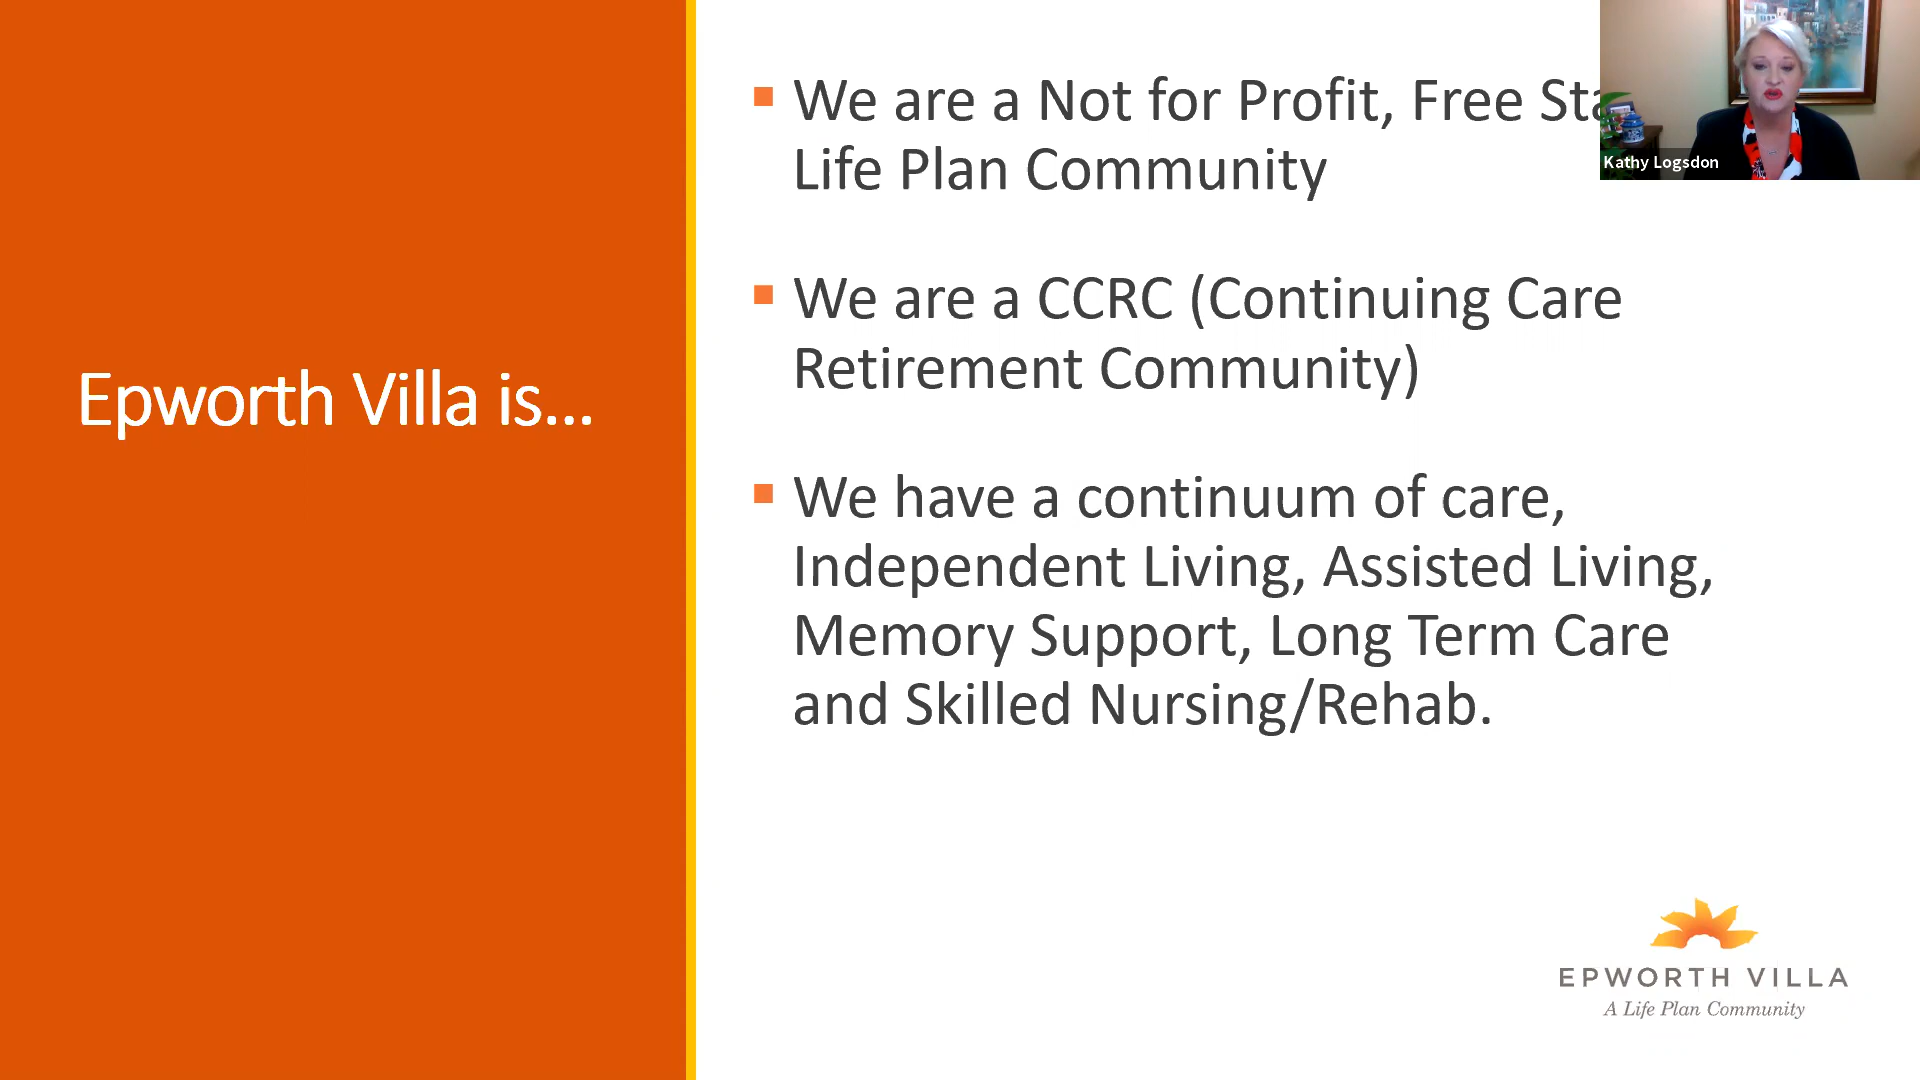 Epworth Villa is...
▪ We are a Not for Profit, Free
Life Plan Community
▪ We are a CCRC (Continuing Care
Retirement Community)
▪ We have a continuum of care,
Independent Living, Assisted Living,
Memory Support, Long Term Care
and Skilled Nursing/Rehab.
Kathy Logsdon
EPWORTH VILLA
A Life Plan Community